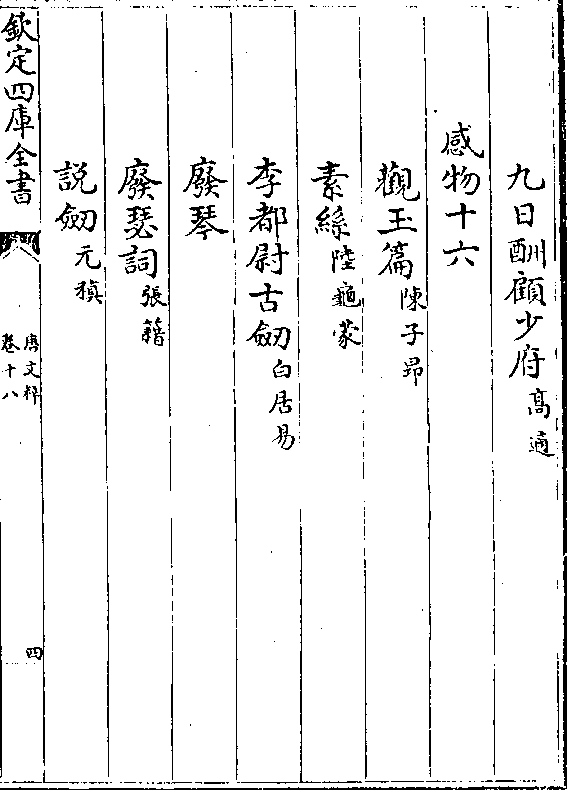 九日酬顧少府高適
感物十六
觀玉篇陳子昂
素絲陸龜蒙
李都尉古劒白居易
廢琴
廢瑟詞張籍
説劒元稹
欽定四庫全書
唐文粹
卷十八
四